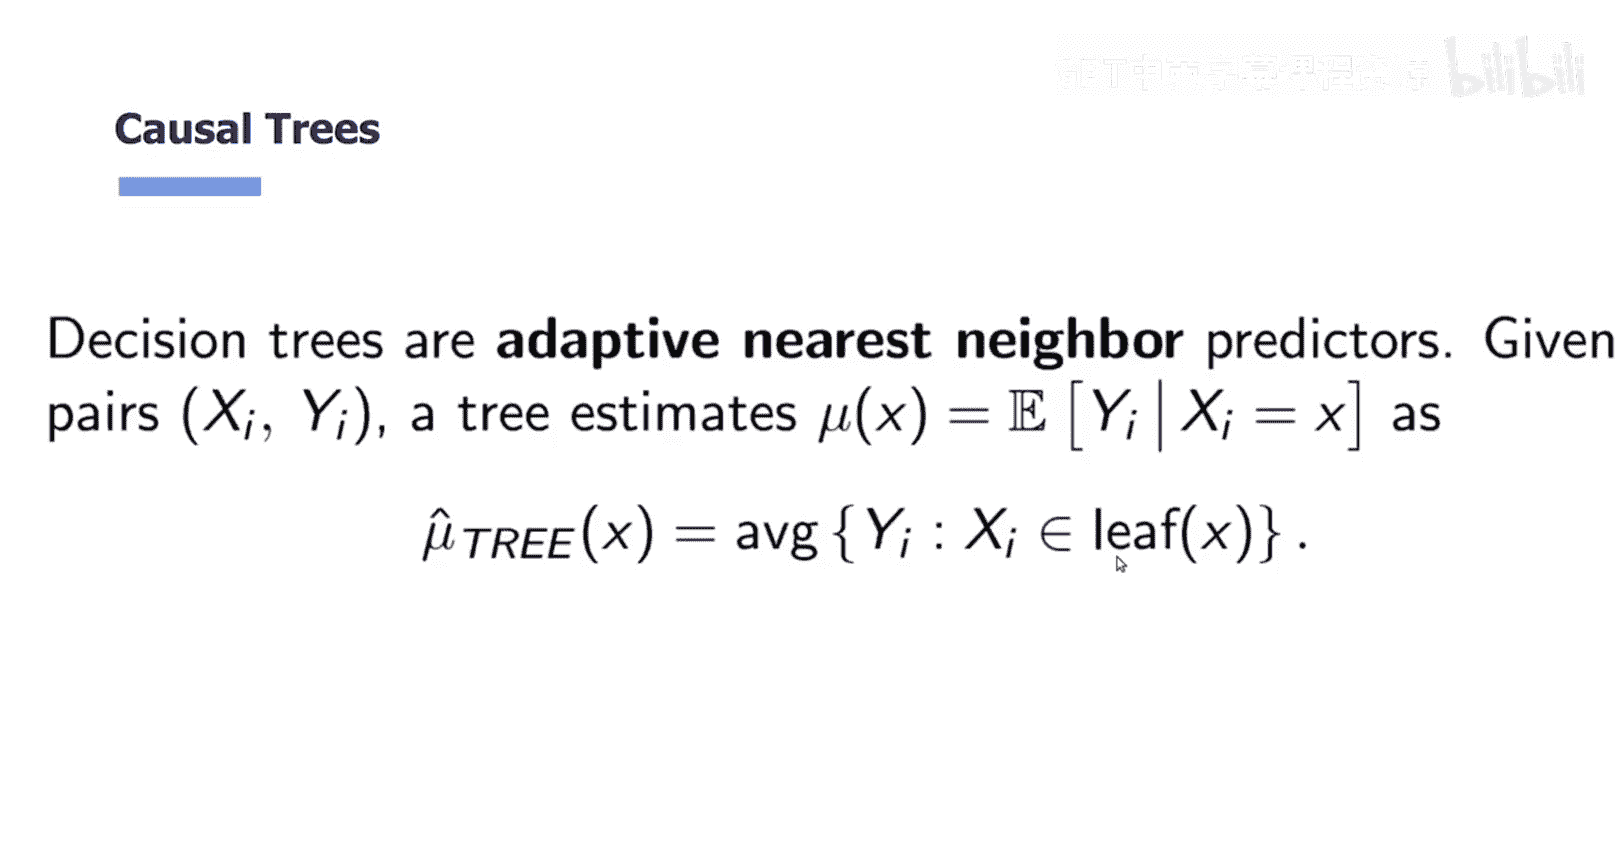 bilibili
Causal Trees
Decision trees are adaptive nearest neighbor predictors. Given
pairs (Xᵢ, Yᵢ), a tree estimates μ(x) = 𝔼 [Yᵢ | Xᵢ = x] as
μ̂_TREE(x) = avg {Yᵢ : Xᵢ ∈ leaf(x)} .